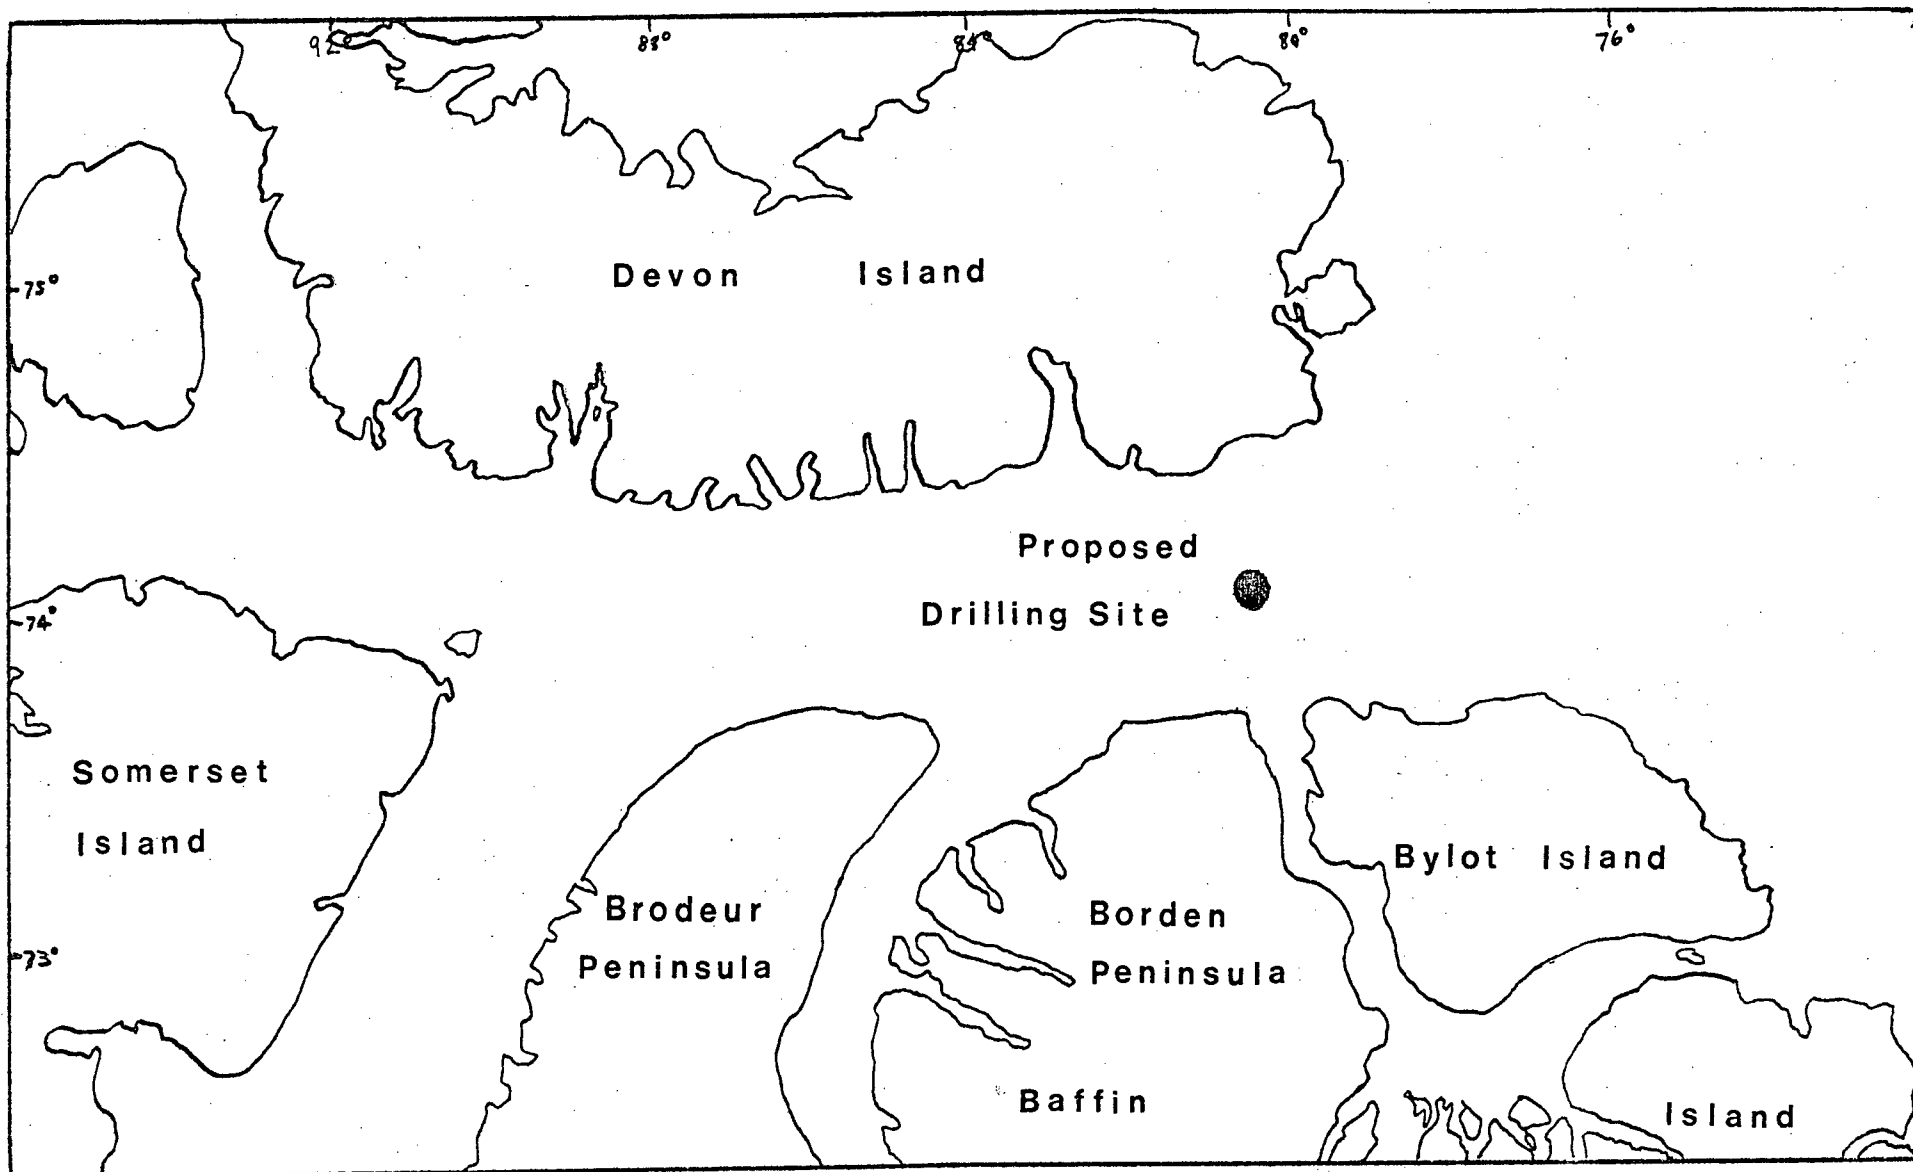 92° 88° 84° 80° 76°
75°
Devon Island
Proposed
Drilling Site
74°
Somerset
Island
Bylot Island
Brodeur
Peninsula
Borden
Peninsula
73°
Baffin
Island